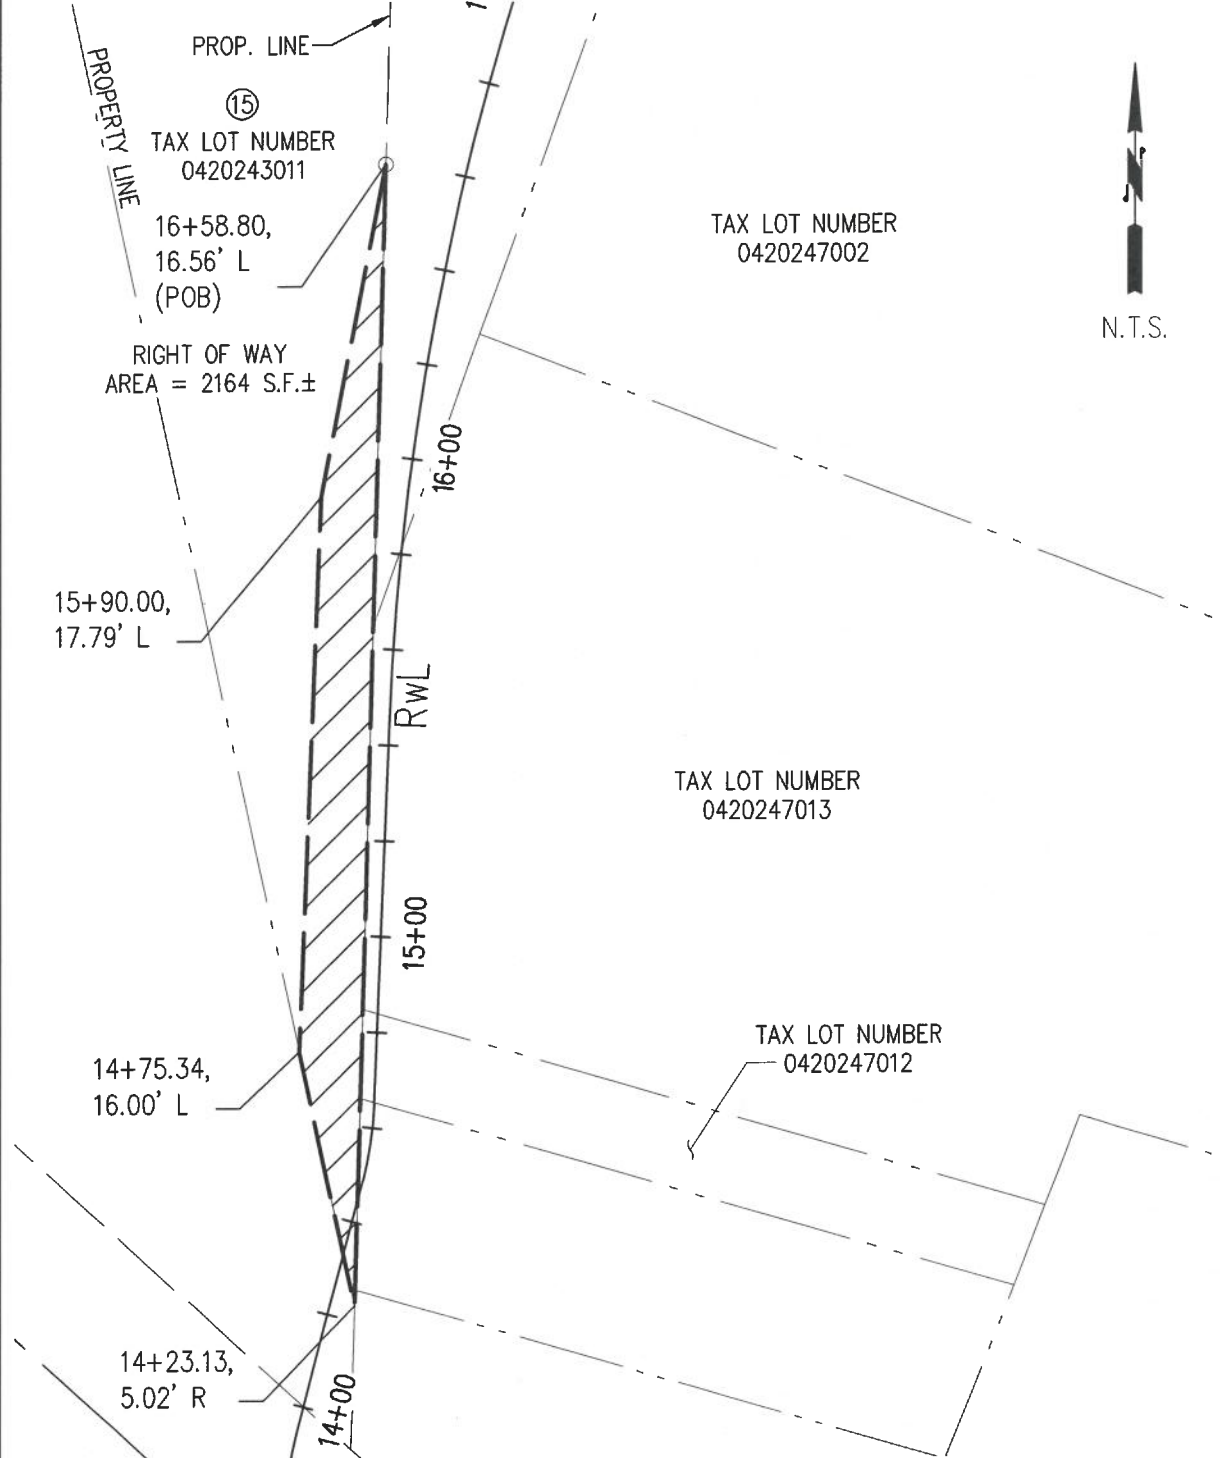 PROP. LINE
PROPERTY LINE
15
TAX LOT NUMBER
0420243011
16+58.80,
16.56' L
(POB)
TAX LOT NUMBER
0420247002
N.T.S.
RIGHT OF WAY
AREA = 2164 S.F.±
16+00
15+90.00,
17.79' L
RwL
TAX LOT NUMBER
0420247013
15+00
TAX LOT NUMBER
0420247012
14+75.34,
16.00' L
14+23.13,
5.02' R
14+00